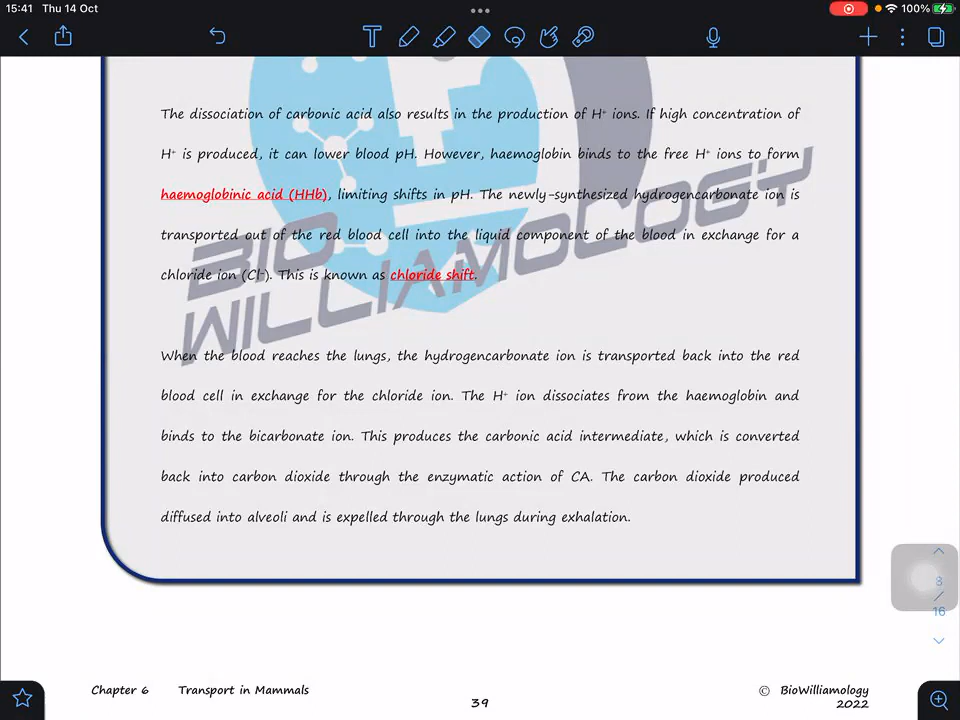 15:41 Thu 14 Oct
100%
The dissociation of carbonic acid also results in the production of H⁺ ions. If high concentration of
H⁺ is produced, it can lower blood pH. However, haemoglobin binds to the free H⁺ ions to form
haemoglobinic acid (HHb), limiting shifts in pH. The newly-synthesized hydrogencarbonate ion is
transported out of the red blood cell into the liquid component of the blood in exchange for a
chloride ion (Cl⁻). This is known as chloride shift.
BIO
WILLIAMOLOGY
When the blood reaches the lungs, the hydrogencarbonate ion is transported back into the red
blood cell in exchange for the chloride ion. The H⁺ ion dissociates from the haemoglobin and
binds to the bicarbonate ion. This produces the carbonic acid intermediate, which is converted
back into carbon dioxide through the enzymatic action of CA. The carbon dioxide produced
diffused into alveoli and is expelled through the lungs during exhalation.
8
/
16
Chapter 6 Transport in Mammals
39
© BioWilliamology
2022